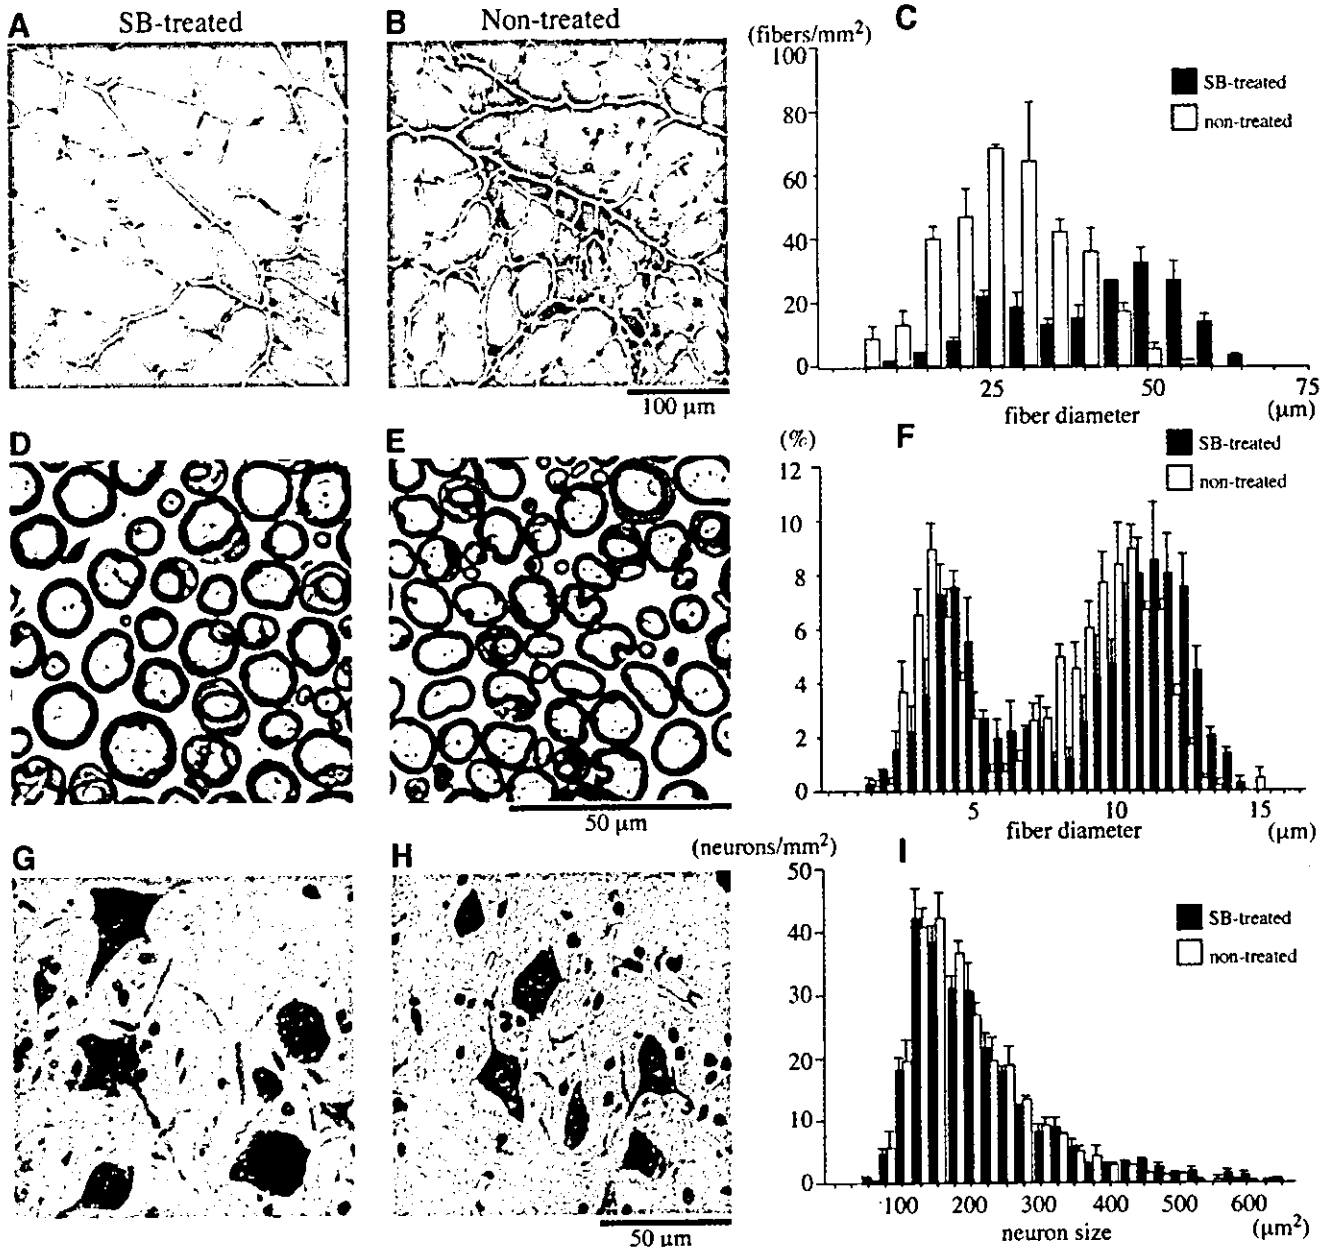 A SB-treated
B Non-treated
C
(fibers/mm²)
100
80
60
40
20
0
SB-treated
non-treated
25 50 75
fiber diameter (µm)
100 µm
D
E
F
(%)
12
10
8
6
4
2
0
SB-treated
non-treated
5 10 15
fiber diameter (µm)
50 µm
G
H
I
(neurons/mm²)
50
40
30
20
10
0
SB-treated
non-treated
100 200 300 400 500 600
neuron size (µm²)
50 µm